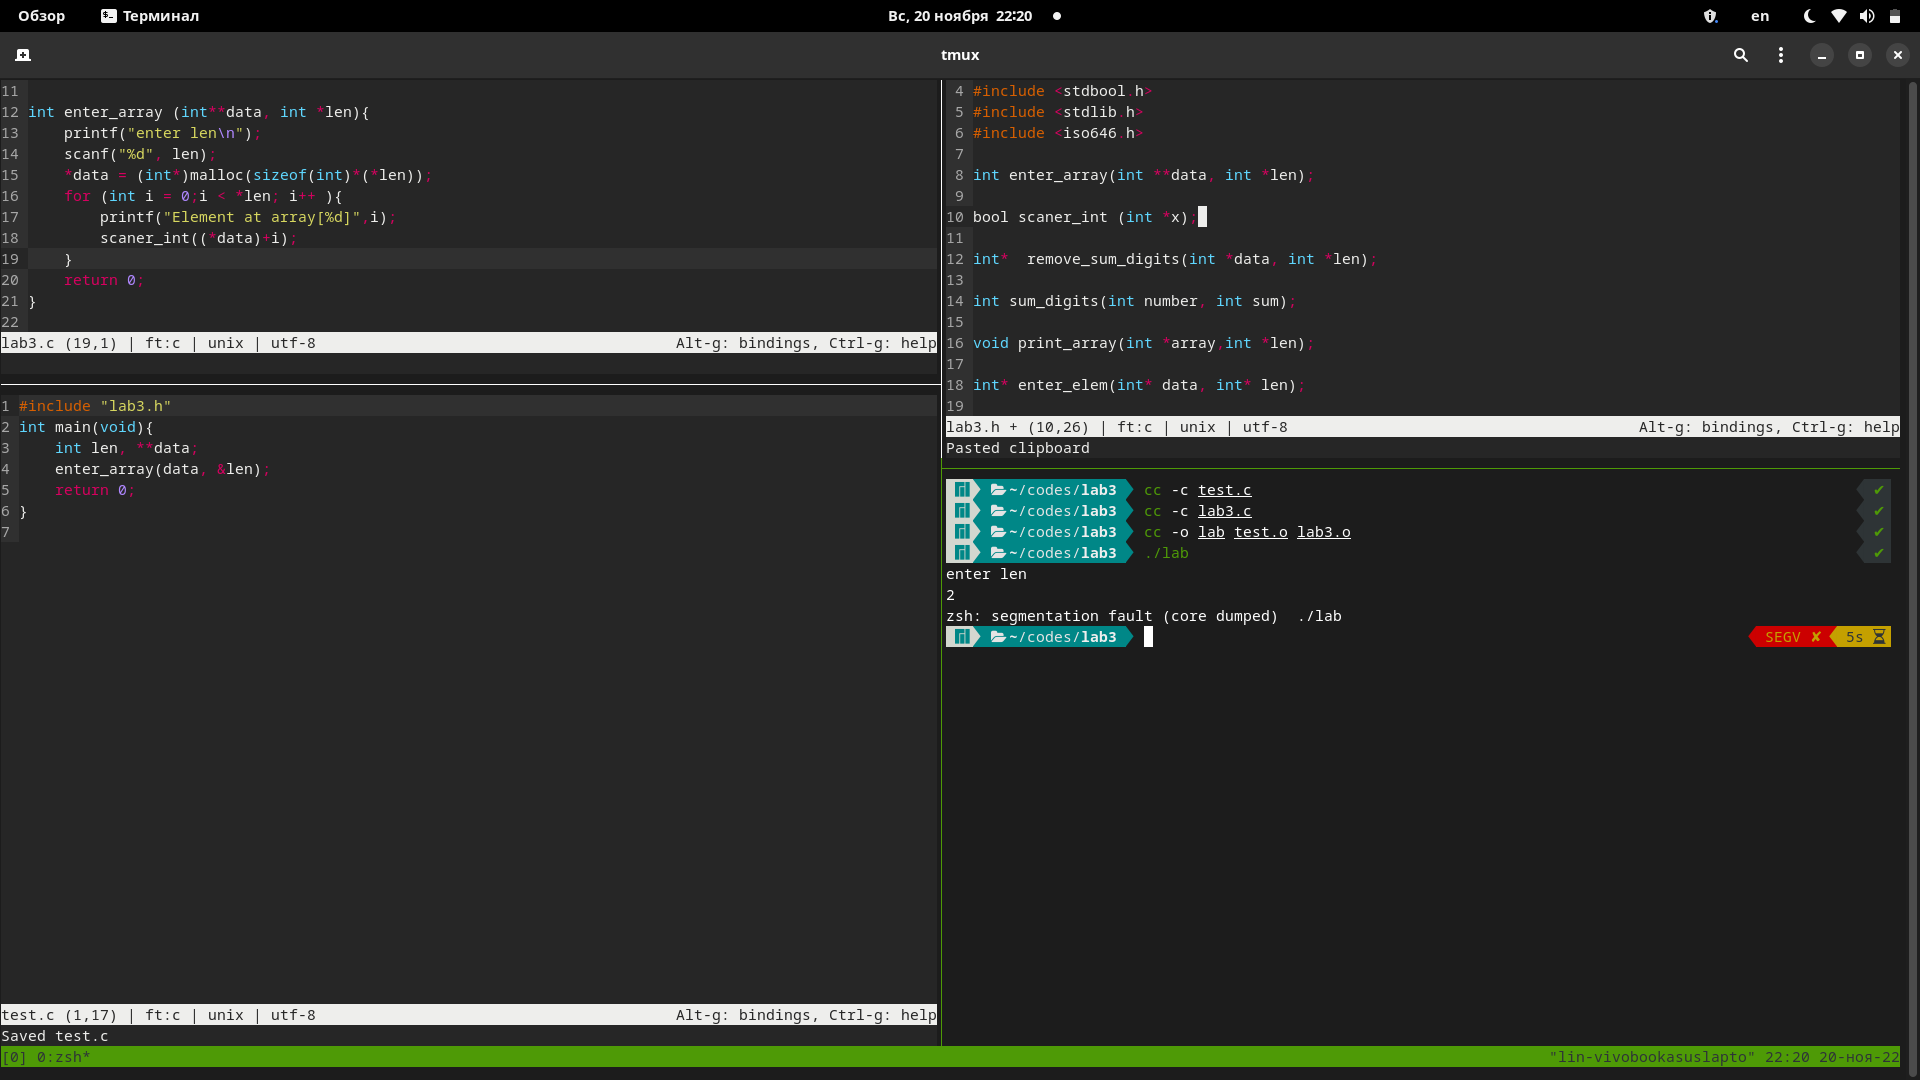 Обзор Терминал Вс, 20 ноября 22:20 en
tmux
11
12 int enter_array (int**data, int *len){
13     printf("enter len\n");
14     scanf("%d", len);
15     *data = (int*)malloc(sizeof(int)*(*len));
16     for (int i = 0;i < *len; i++ ){
17         printf("Element at array[%d]",i);
18         scaner_int((*data)+i);
19     }
20     return 0;
21 }
22
lab3.c (19,1) | ft:c | unix | utf-8 Alt-g: bindings, Ctrl-g: help
1 #include "lab3.h"
2 int main(void){
3     int len, **data;
4     enter_array(data, &len);
5     return 0;
6 }
7
test.c (1,17) | ft:c | unix | utf-8 Alt-g: bindings, Ctrl-g: help
Saved test.c
4 #include <stdbool.h>
5 #include <stdlib.h>
6 #include <iso646.h>
7
8 int enter_array(int **data, int *len);
9
10 bool scaner_int (int *x);
11
12 int*  remove_sum_digits(int *data, int *len);
13
14 int sum_digits(int number, int sum);
15
16 void print_array(int *array,int *len);
17
18 int* enter_elem(int* data, int* len);
19
lab3.h + (10,26) | ft:c | unix | utf-8 Alt-g: bindings, Ctrl-g: help
Pasted clipboard
~/codes/lab3 cc -c test.c ✔
~/codes/lab3 cc -c lab3.c ✔
~/codes/lab3 cc -o lab test.o lab3.o ✔
~/codes/lab3 ./lab ✔
enter len
2
zsh: segmentation fault (core dumped)  ./lab
~/codes/lab3 SEGV ✘ 5s
[0] 0:zsh* "lin-vivobookasuslapto" 22:20 20-ноя-22